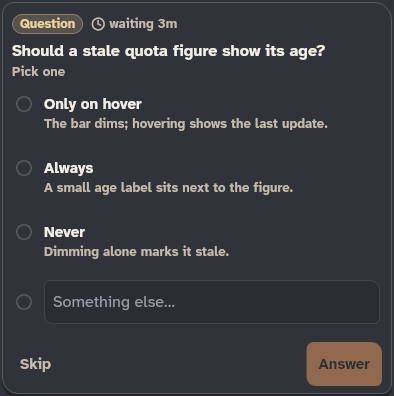 Question waiting 3m
Should a stale quota figure show its age?
Pick one
Only on hover
The bar dims; hovering shows the last update.
Always
A small age label sits next to the figure.
Never
Dimming alone marks it stale.
Something else...
Skip Answer